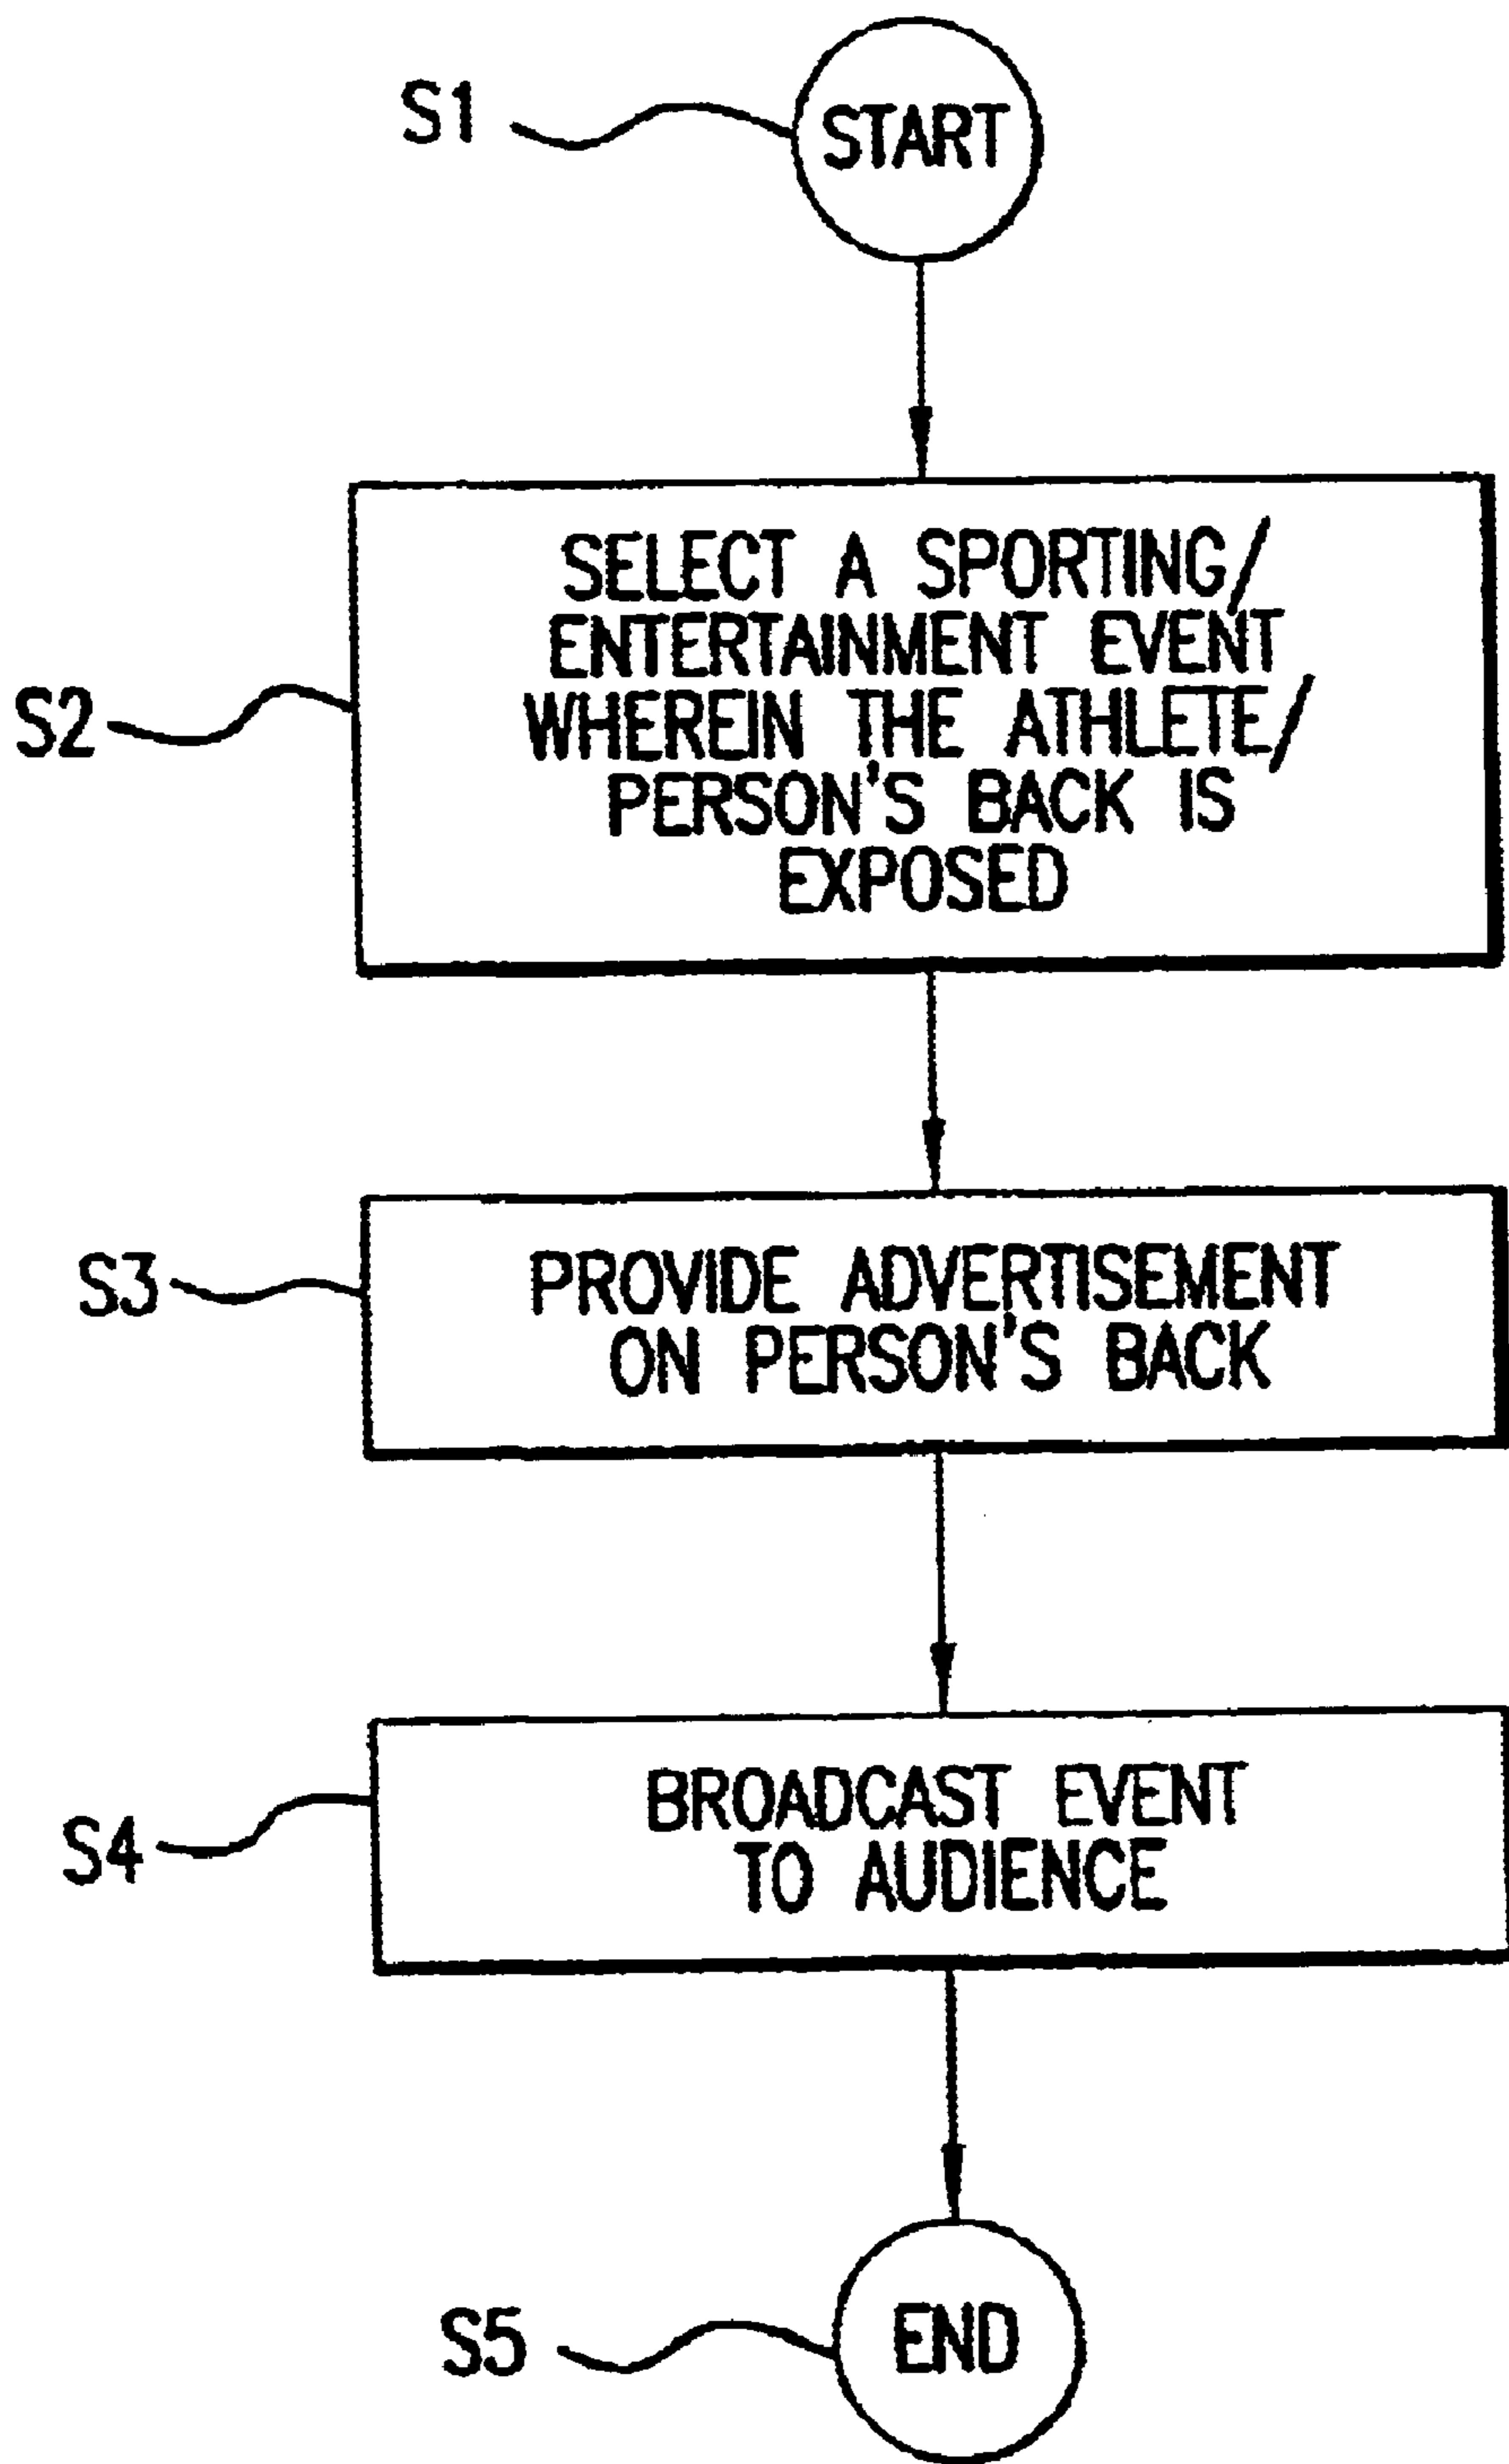 S1
START
S2
SELECT A SPORTING/
ENTERTAINMENT EVENT
WHEREIN THE ATHLETE/
PERSON'S BACK IS
EXPOSED
S3
PROVIDE ADVERTISEMENT
ON PERSON'S BACK
S4
BROADCAST EVENT
TO AUDIENCE
S5
END